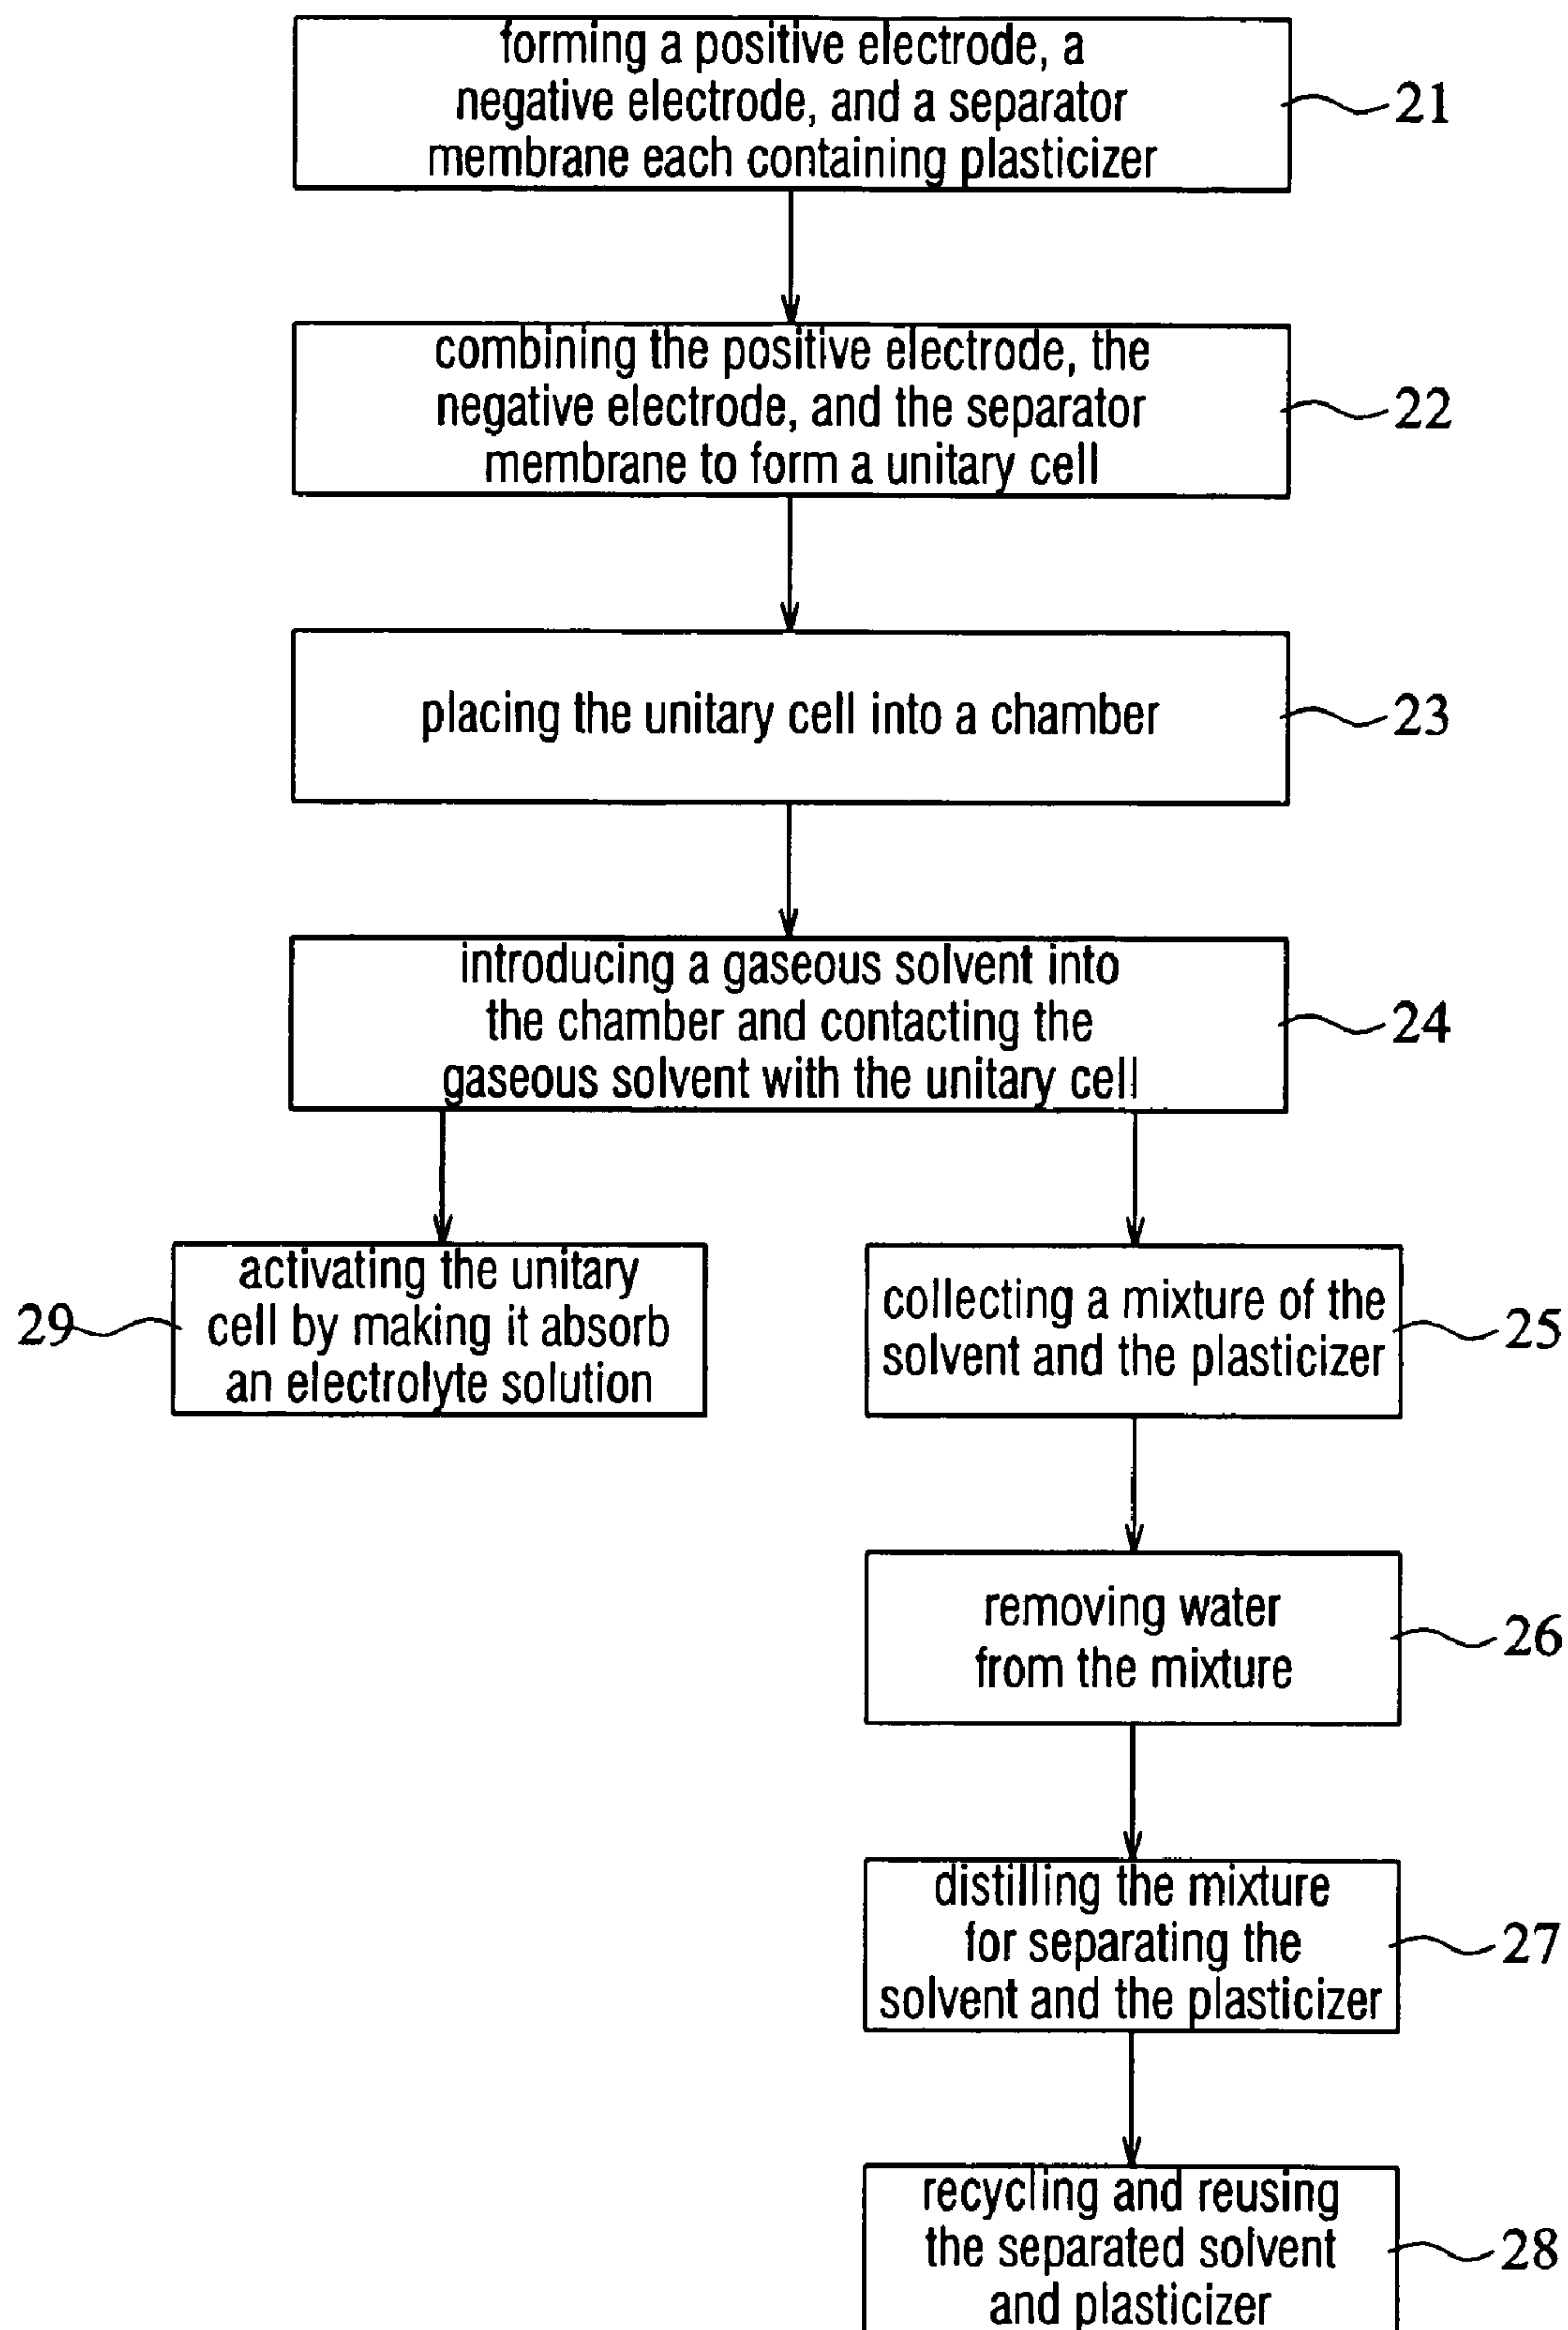 forming a positive electrode, a
negative electrode, and a separator
membrane each containing plasticizer
21
combining the positive electrode, the
negative electrode, and the separator
membrane to form a unitary cell
22
placing the unitary cell into a chamber
23
introducing a gaseous solvent into
the chamber and contacting the
gaseous solvent with the unitary cell
24
29
activating the unitary
cell by making it absorb
an electrolyte solution
collecting a mixture of the
solvent and the plasticizer
25
removing water
from the mixture
26
distilling the mixture
for separating the
solvent and the plasticizer
27
recycling and reusing
the separated solvent
and plasticizer
28